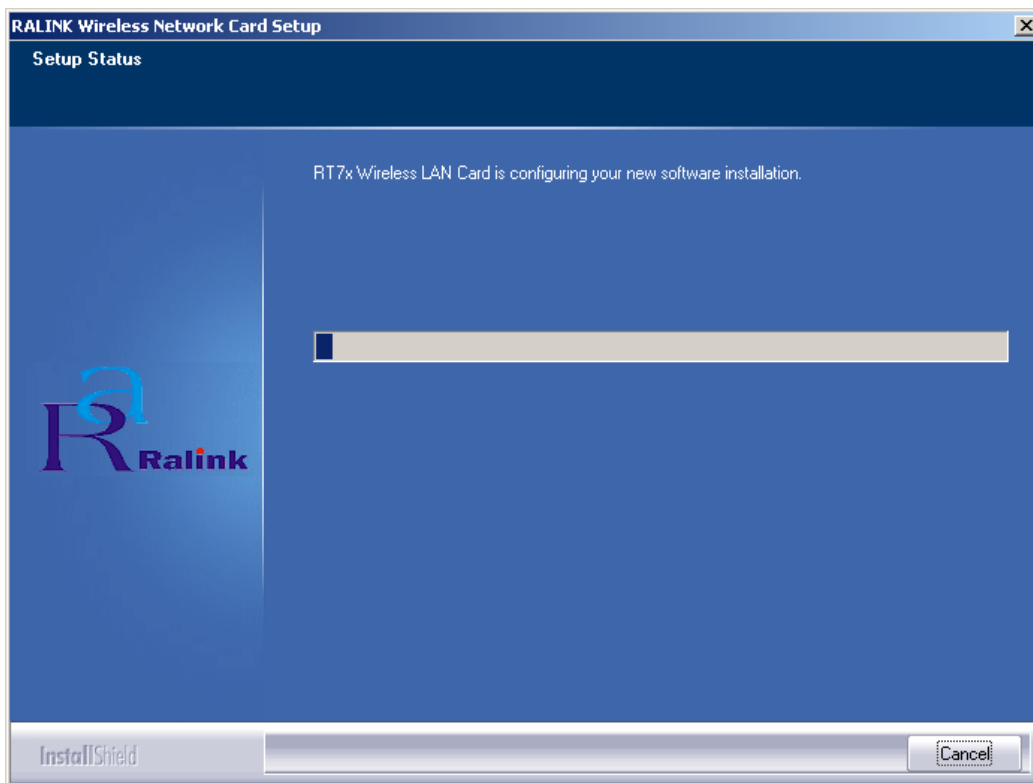 RALINK Wireless Network Card Setup
Setup Status
RT7x Wireless LAN Card is configuring your new software installation.
Ra
Ralink
InstallShield
Cancel